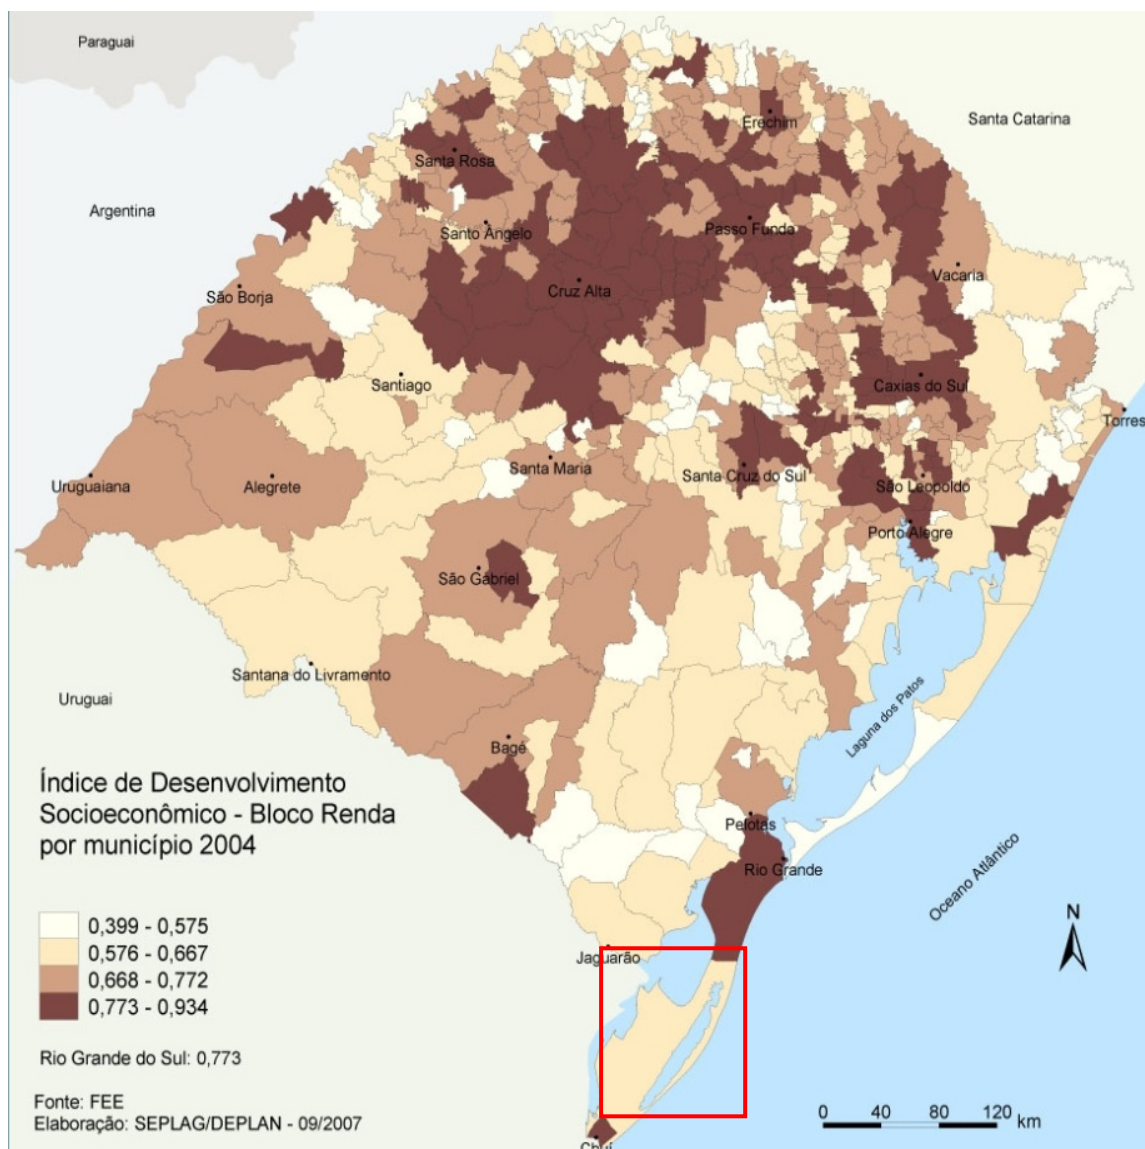 Paraguai
Santa Catarina
Erechim
Santa Rosa
Argentina
Passo Fundo
Santo Ângelo
Vacaria
São Borja
Cruz Alta
Santiago
Caxias do Sul
Torres
Santa Maria
Santa Cruz do Sul
São Leopoldo
Uruguaiana
Alegrete
Porto Alegre
São Gabriel
Santana do Livramento
Uruguai
Laguna dos Patos
Bagé
Índice de Desenvolvimento
Socioeconômico - Bloco Renda
por município 2004
Pelotas
Rio Grande
Oceano Atlântico
0,399 - 0,575
0,576 - 0,667
0,668 - 0,772
0,773 - 0,934
N
Jaguarão
Rio Grande do Sul: 0,773
Fonte: FEE
Elaboração: SEPLAG/DEPLAN - 09/2007
0 40 80 120 km
Chuí